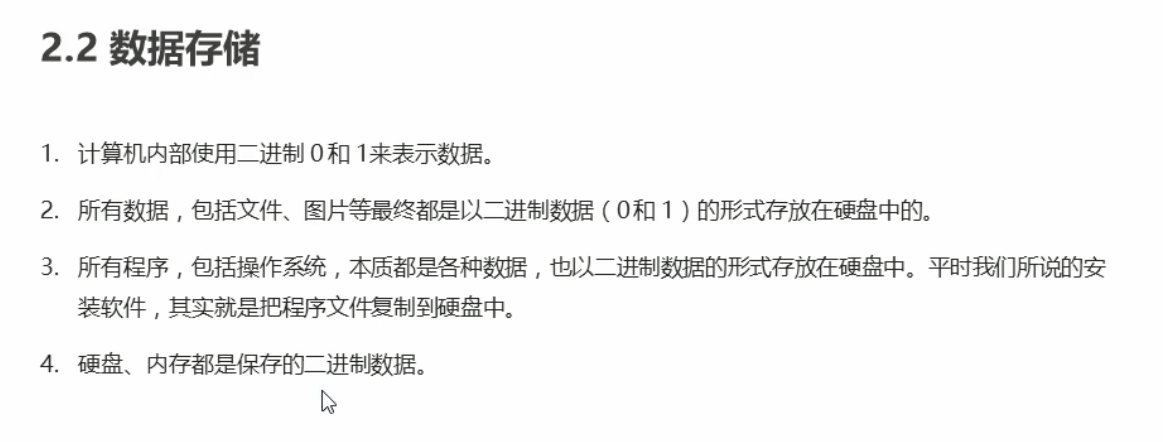 2.2 数据存储
1. 计算机内部使用二进制 0 和 1来表示数据。
2. 所有数据，包括文件、图片等最终都是以二进制数据（0 和 1）的形式存放在硬盘中的。
3. 所有程序，包括操作系统，本质都是各种数据，也以二进制数据的形式存放在硬盘中。平时我们所说的安
装软件，其实就是把程序文件复制到硬盘中。
4. 硬盘、内存都是保存的二进制数据。